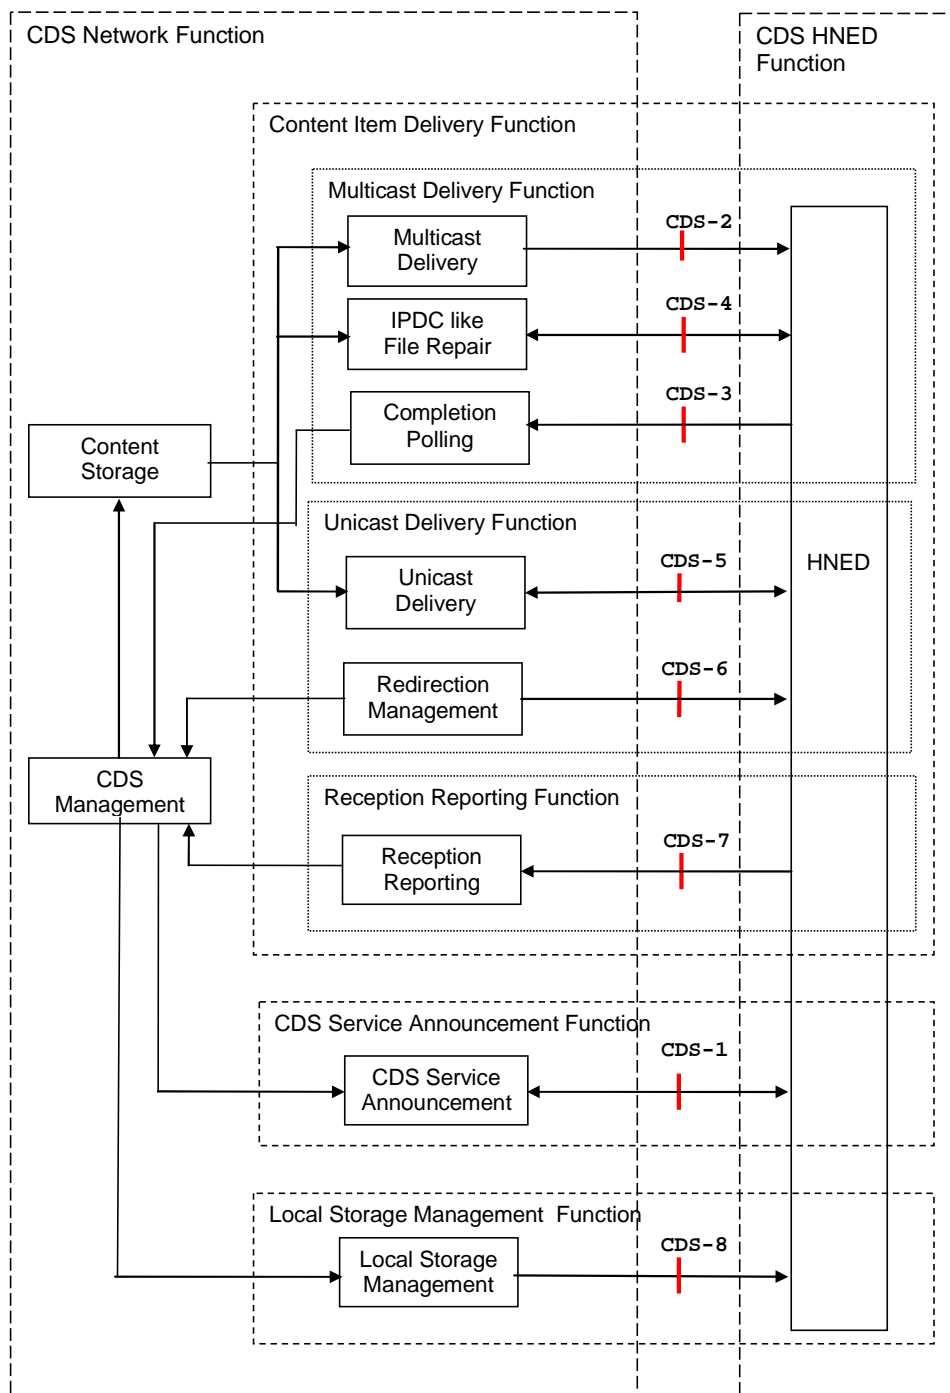 CDS Network Function
CDS HNED
Function
Content Item Delivery Function
Multicast Delivery Function
Multicast
Delivery
CDS-2
IPDC like
File Repair
CDS-4
Completion
Polling
CDS-3
Content
Storage
Unicast Delivery Function
Unicast
Delivery
CDS-5
HNED
Redirection
Management
CDS-6
CDS
Management
Reception Reporting Function
Reception
Reporting
CDS-7
CDS Service Announcement Function
CDS Service
Announcement
CDS-1
Local Storage Management  Function
Local Storage
Management
CDS-8